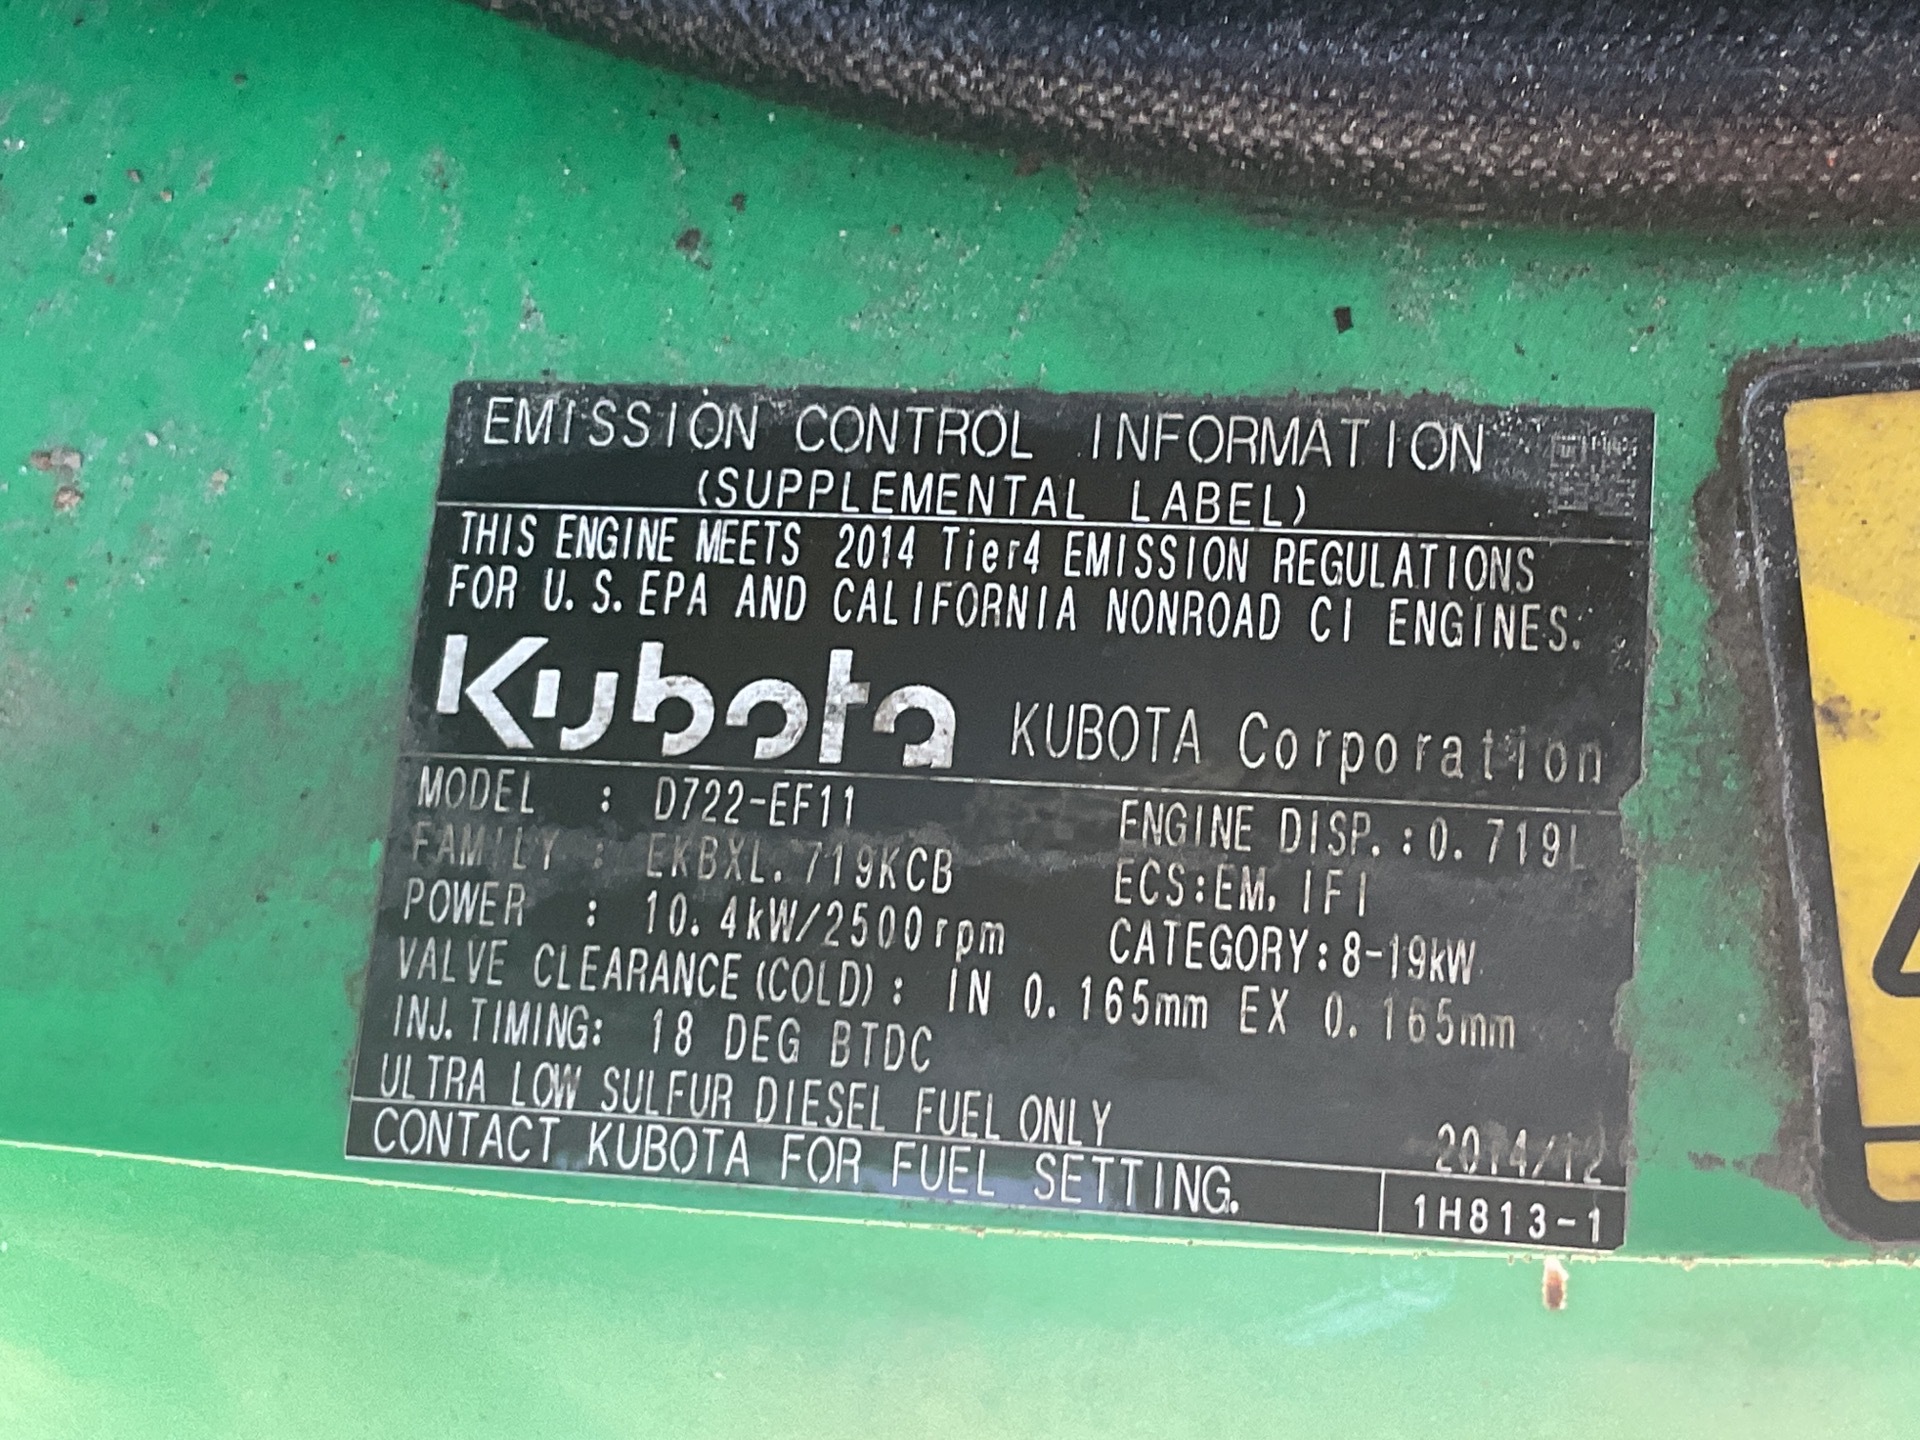 EMISSION CONTROL INFORMATION
(SUPPLEMENTAL LABEL)
THIS ENGINE MEETS 2014 Tier4 EMISSION REGULATIONS
FOR U.S.EPA AND CALIFORNIA NONROAD CI ENGINES.
Kubota KUBOTA Corporation
MODEL : D722-EF11 ENGINE DISP.:0.719L
FAMILY : EKBXL.719KCB ECS:EM, IFI
POWER : 10.4kW/2500rpm CATEGORY:8-19kW
VALVE CLEARANCE(COLD): IN 0.165mm EX 0.165mm
INJ.TIMING: 18 DEG BTDC
ULTRA LOW SULFUR DIESEL FUEL ONLY 2014/12
CONTACT KUBOTA FOR FUEL SETTING. 1H813-1